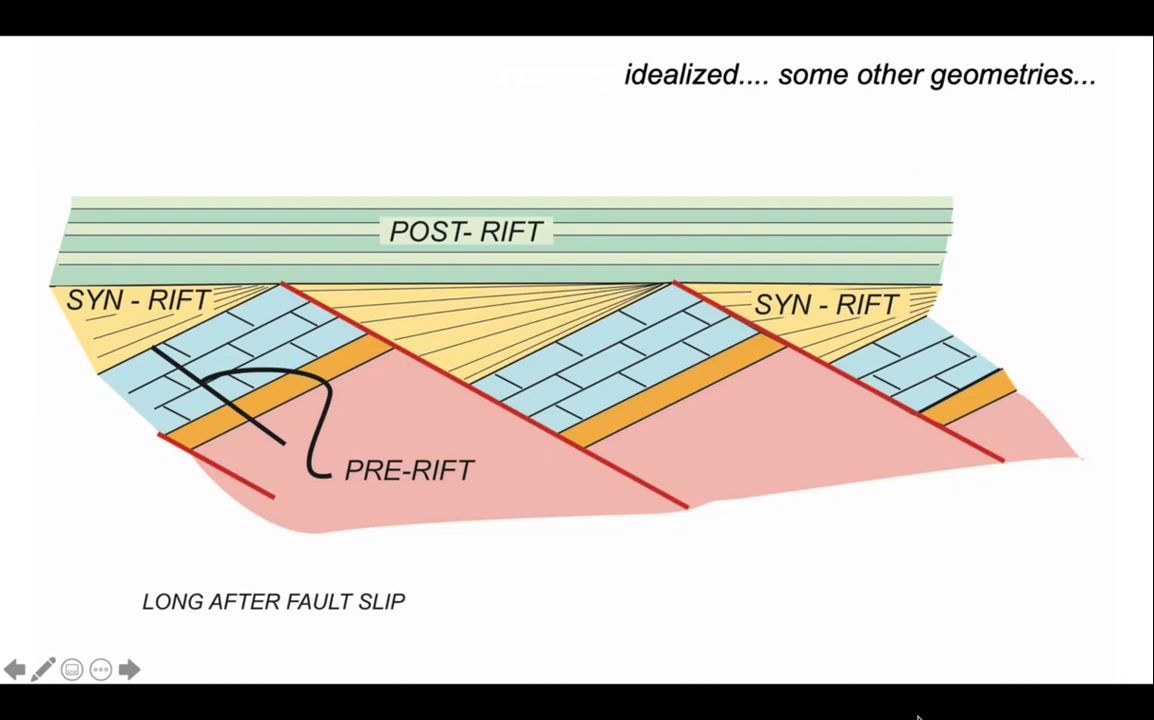 idealized.... some other geometries...
POST- RIFT
SYN - RIFT
SYN - RIFT
PRE-RIFT
LONG AFTER FAULT SLIP